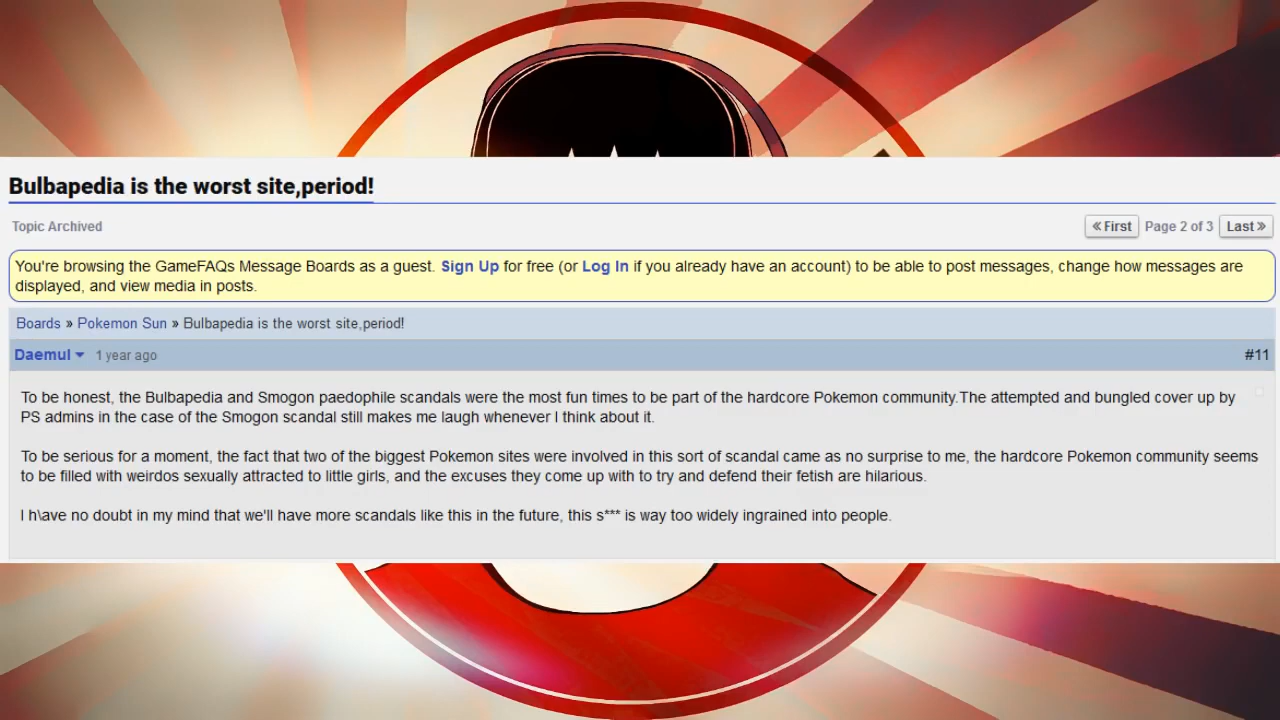 Bulbapedia is the worst site,period!
Topic Archived
« First Page 2 of 3 Last »
You're browsing the GameFAQs Message Boards as a guest. Sign Up for free (or Log In if you already have an account) to be able to post messages, change how messages are
displayed, and view media in posts.
Boards » Pokemon Sun » Bulbapedia is the worst site,period!
Daemul 1 year ago #11
To be honest, the Bulbapedia and Smogon paedophile scandals were the most fun times to be part of the hardcore Pokemon community.The attempted and bungled cover up by
PS admins in the case of the Smogon scandal still makes me laugh whenever I think about it.
To be serious for a moment, the fact that two of the biggest Pokemon sites were involved in this sort of scandal came as no surprise to me, the hardcore Pokemon community seems
to be filled with weirdos sexually attracted to little girls, and the excuses they come up with to try and defend their fetish are hilarious.
I h\ave no doubt in my mind that we'll have more scandals like this in the future, this s*** is way too widely ingrained into people.